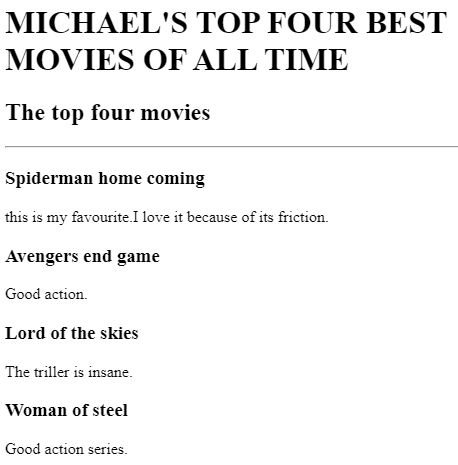 MICHAEL'S TOP FOUR BEST
MOVIES OF ALL TIME
The top four movies
Spiderman home coming
this is my favourite.I love it because of its friction.
Avengers end game
Good action.
Lord of the skies
The triller is insane.
Woman of steel
Good action series.